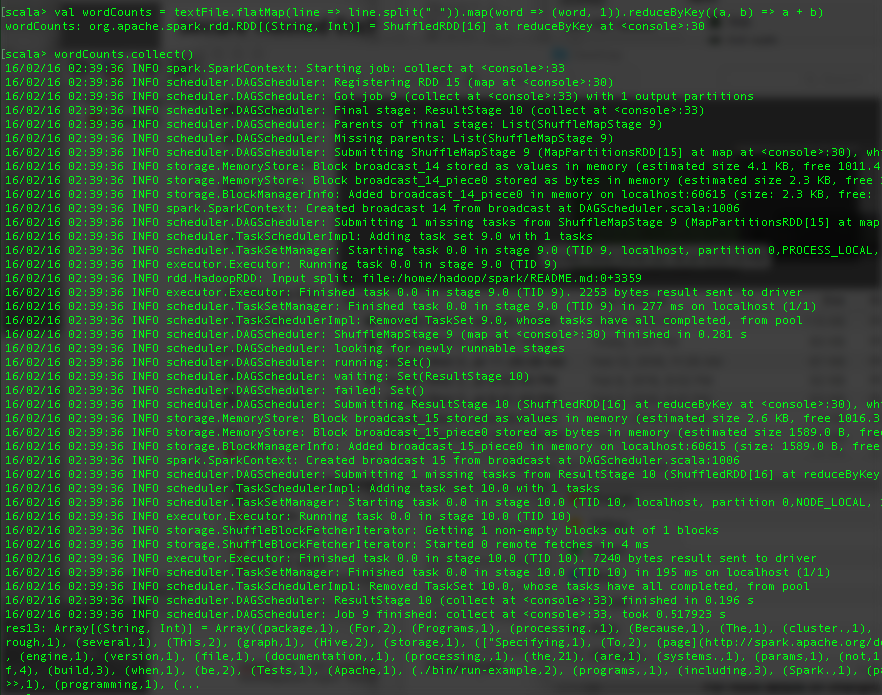 [scala> val wordCounts = textFile.flatMap(line => line.split(" ")).map(word => (word, 1)).reduceByKey((a, b) => a + b)
wordCounts: org.apache.spark.rdd.RDD[(String, Int)] = ShuffledRDD[16] at reduceByKey at <console>:30
[scala> wordCounts.collect()
16/02/16 02:39:36 INFO spark.SparkContext: Starting job: collect at <console>:33
16/02/16 02:39:36 INFO scheduler.DAGScheduler: Registering RDD 15 (map at <console>:30)
16/02/16 02:39:36 INFO scheduler.DAGScheduler: Got job 9 (collect at <console>:33) with 1 output partitions
16/02/16 02:39:36 INFO scheduler.DAGScheduler: Final stage: ResultStage 10 (collect at <console>:33)
16/02/16 02:39:36 INFO scheduler.DAGScheduler: Parents of final stage: List(ShuffleMapStage 9)
16/02/16 02:39:36 INFO scheduler.DAGScheduler: Missing parents: List(ShuffleMapStage 9)
16/02/16 02:39:36 INFO scheduler.DAGScheduler: Submitting ShuffleMapStage 9 (MapPartitionsRDD[15] at map at <console>:30), wh
16/02/16 02:39:36 INFO storage.MemoryStore: Block broadcast_14 stored as values in memory (estimated size 4.1 KB, free 1011.4
16/02/16 02:39:36 INFO storage.MemoryStore: Block broadcast_14_piece0 stored as bytes in memory (estimated size 2.3 KB, free
16/02/16 02:39:36 INFO storage.BlockManagerInfo: Added broadcast_14_piece0 in memory on localhost:60615 (size: 2.3 KB, free:
16/02/16 02:39:36 INFO spark.SparkContext: Created broadcast 14 from broadcast at DAGScheduler.scala:1006
16/02/16 02:39:36 INFO scheduler.DAGScheduler: Submitting 1 missing tasks from ShuffleMapStage 9 (MapPartitionsRDD[15] at map
16/02/16 02:39:36 INFO scheduler.TaskSchedulerImpl: Adding task set 9.0 with 1 tasks
16/02/16 02:39:36 INFO scheduler.TaskSetManager: Starting task 0.0 in stage 9.0 (TID 9, localhost, partition 0,PROCESS_LOCAL,
16/02/16 02:39:36 INFO executor.Executor: Running task 0.0 in stage 9.0 (TID 9)
16/02/16 02:39:36 INFO rdd.HadoopRDD: Input split: file:/home/hadoop/spark/README.md:0+3359
16/02/16 02:39:36 INFO executor.Executor: Finished task 0.0 in stage 9.0 (TID 9). 2253 bytes result sent to driver
16/02/16 02:39:36 INFO scheduler.TaskSetManager: Finished task 0.0 in stage 9.0 (TID 9) in 277 ms on localhost (1/1)
16/02/16 02:39:36 INFO scheduler.TaskSchedulerImpl: Removed TaskSet 9.0, whose tasks have all completed, from pool
16/02/16 02:39:36 INFO scheduler.DAGScheduler: ShuffleMapStage 9 (map at <console>:30) finished in 0.281 s
16/02/16 02:39:36 INFO scheduler.DAGScheduler: looking for newly runnable stages
16/02/16 02:39:36 INFO scheduler.DAGScheduler: running: Set()
16/02/16 02:39:36 INFO scheduler.DAGScheduler: waiting: Set(ResultStage 10)
16/02/16 02:39:36 INFO scheduler.DAGScheduler: failed: Set()
16/02/16 02:39:36 INFO scheduler.DAGScheduler: Submitting ResultStage 10 (ShuffledRDD[16] at reduceByKey at <console>:30), wh
16/02/16 02:39:36 INFO storage.MemoryStore: Block broadcast_15 stored as values in memory (estimated size 2.6 KB, free 1016.3
16/02/16 02:39:36 INFO storage.MemoryStore: Block broadcast_15_piece0 stored as bytes in memory (estimated size 1589.0 B, free
16/02/16 02:39:36 INFO storage.BlockManagerInfo: Added broadcast_15_piece0 in memory on localhost:60615 (size: 1589.0 B, free
16/02/16 02:39:36 INFO spark.SparkContext: Created broadcast 15 from broadcast at DAGScheduler.scala:1006
16/02/16 02:39:36 INFO scheduler.DAGScheduler: Submitting 1 missing tasks from ResultStage 10 (ShuffledRDD[16] at reduceByKey
16/02/16 02:39:36 INFO scheduler.TaskSchedulerImpl: Adding task set 10.0 with 1 tasks
16/02/16 02:39:36 INFO scheduler.TaskSetManager: Starting task 0.0 in stage 10.0 (TID 10, localhost, partition 0,NODE_LOCAL,
16/02/16 02:39:36 INFO executor.Executor: Running task 0.0 in stage 10.0 (TID 10)
16/02/16 02:39:36 INFO storage.ShuffleBlockFetcherIterator: Getting 1 non-empty blocks out of 1 blocks
16/02/16 02:39:36 INFO storage.ShuffleBlockFetcherIterator: Started 0 remote fetches in 4 ms
16/02/16 02:39:36 INFO executor.Executor: Finished task 0.0 in stage 10.0 (TID 10). 7240 bytes result sent to driver
16/02/16 02:39:36 INFO scheduler.TaskSetManager: Finished task 0.0 in stage 10.0 (TID 10) in 195 ms on localhost (1/1)
16/02/16 02:39:36 INFO scheduler.TaskSchedulerImpl: Removed TaskSet 10.0, whose tasks have all completed, from pool
16/02/16 02:39:36 INFO scheduler.DAGScheduler: ResultStage 10 (collect at <console>:33) finished in 0.196 s
16/02/16 02:39:36 INFO scheduler.DAGScheduler: Job 9 finished: collect at <console>:33, took 0.517923 s
res13: Array[(String, Int)] = Array((package,1), (For,2), (Programs,1), (processing.,1), (Because,1), (The,1), (cluster.,1)
rough,1), (several,1), (This,2), (graph,1), (Hive,2), (storage,1), (["Specifying,1), (To,2), (page](http://spark.apache.org/do
, (engine,1), (version,1), (file,1), (documentation,,1), (processing,,1), (the,21), (are,1), (systems.,1), (params,1), (not,1
f,4), (build,3), (when,1), (be,2), (Tests,1), (Apache,1), (./bin/run-example,2), (programs,,1), (including,3), (Spark.,1), (pa
>>,1), (programming,1), (...